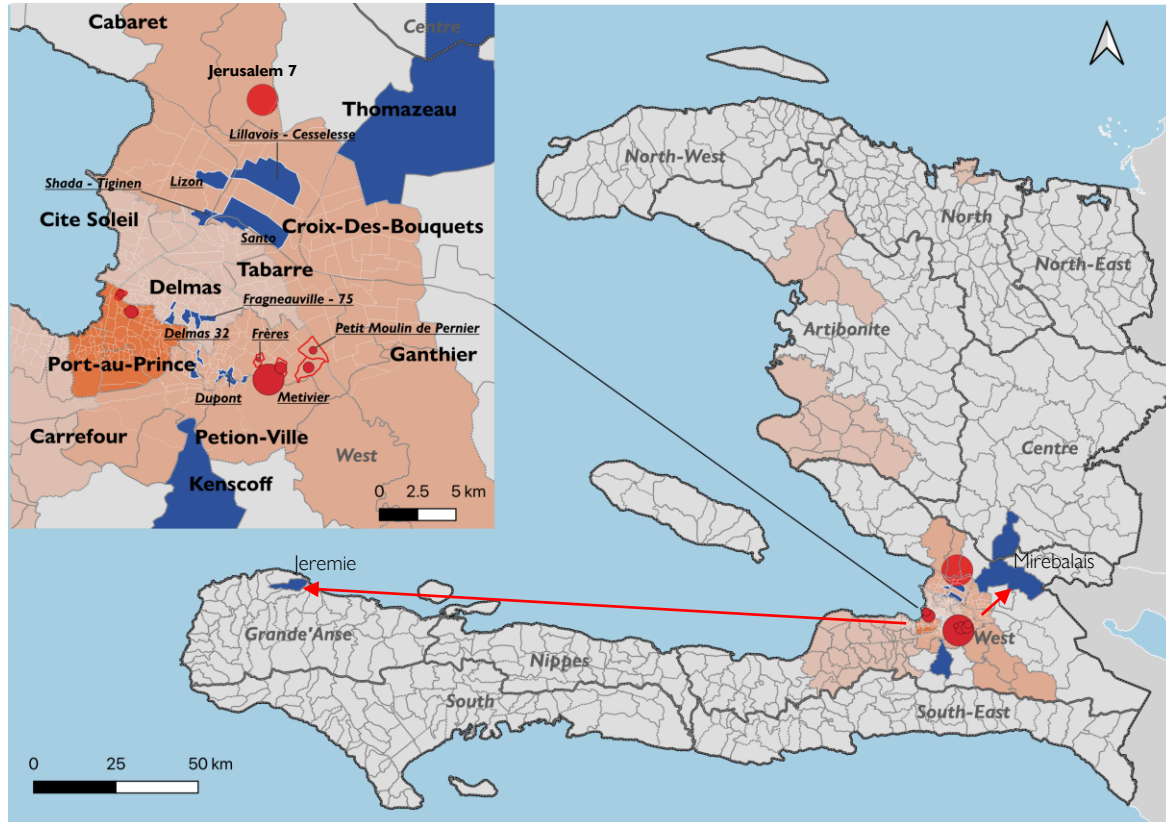 Cabaret
Centre
Jerusalem 7
Thomazeau
Lillavois - Cesselesse
Shada - Tiginen
Lizon
Cite Soleil
Croix-Des-Bouquets
Santo
Tabarre
Delmas
Fragneauville - 75
Delmas 32
Frères
Petit Moulin de Pernier
Port-au-Prince
Ganthier
Dupont
Metivier
Carrefour
Petion-Ville
West
Kenscoff
0 2.5 5 km
North-West
North
North-East
Artibonite
Centre
Mirebalais
Jeremie
Grande'Anse
West
Nippes
South
South-East
0 25 50 km